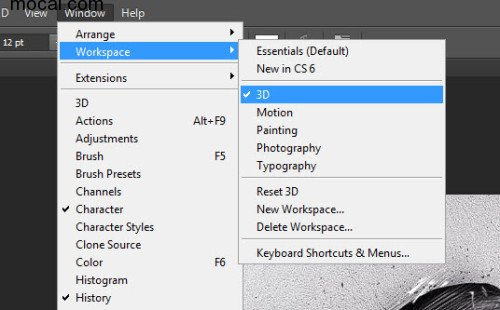 mocal com
D View Window Help
12 pt
Arrange
Workspace
Extensions
3D
Actions Alt+F9
Adjustments
Brush F5
Brush Presets
Channels
Character
Character Styles
Clone Source
Color F6
Histogram
History
Essentials (Default)
New in CS 6
3D
Motion
Painting
Photography
Typography
Reset 3D
New Workspace...
Delete Workspace...
Keyboard Shortcuts & Menus...